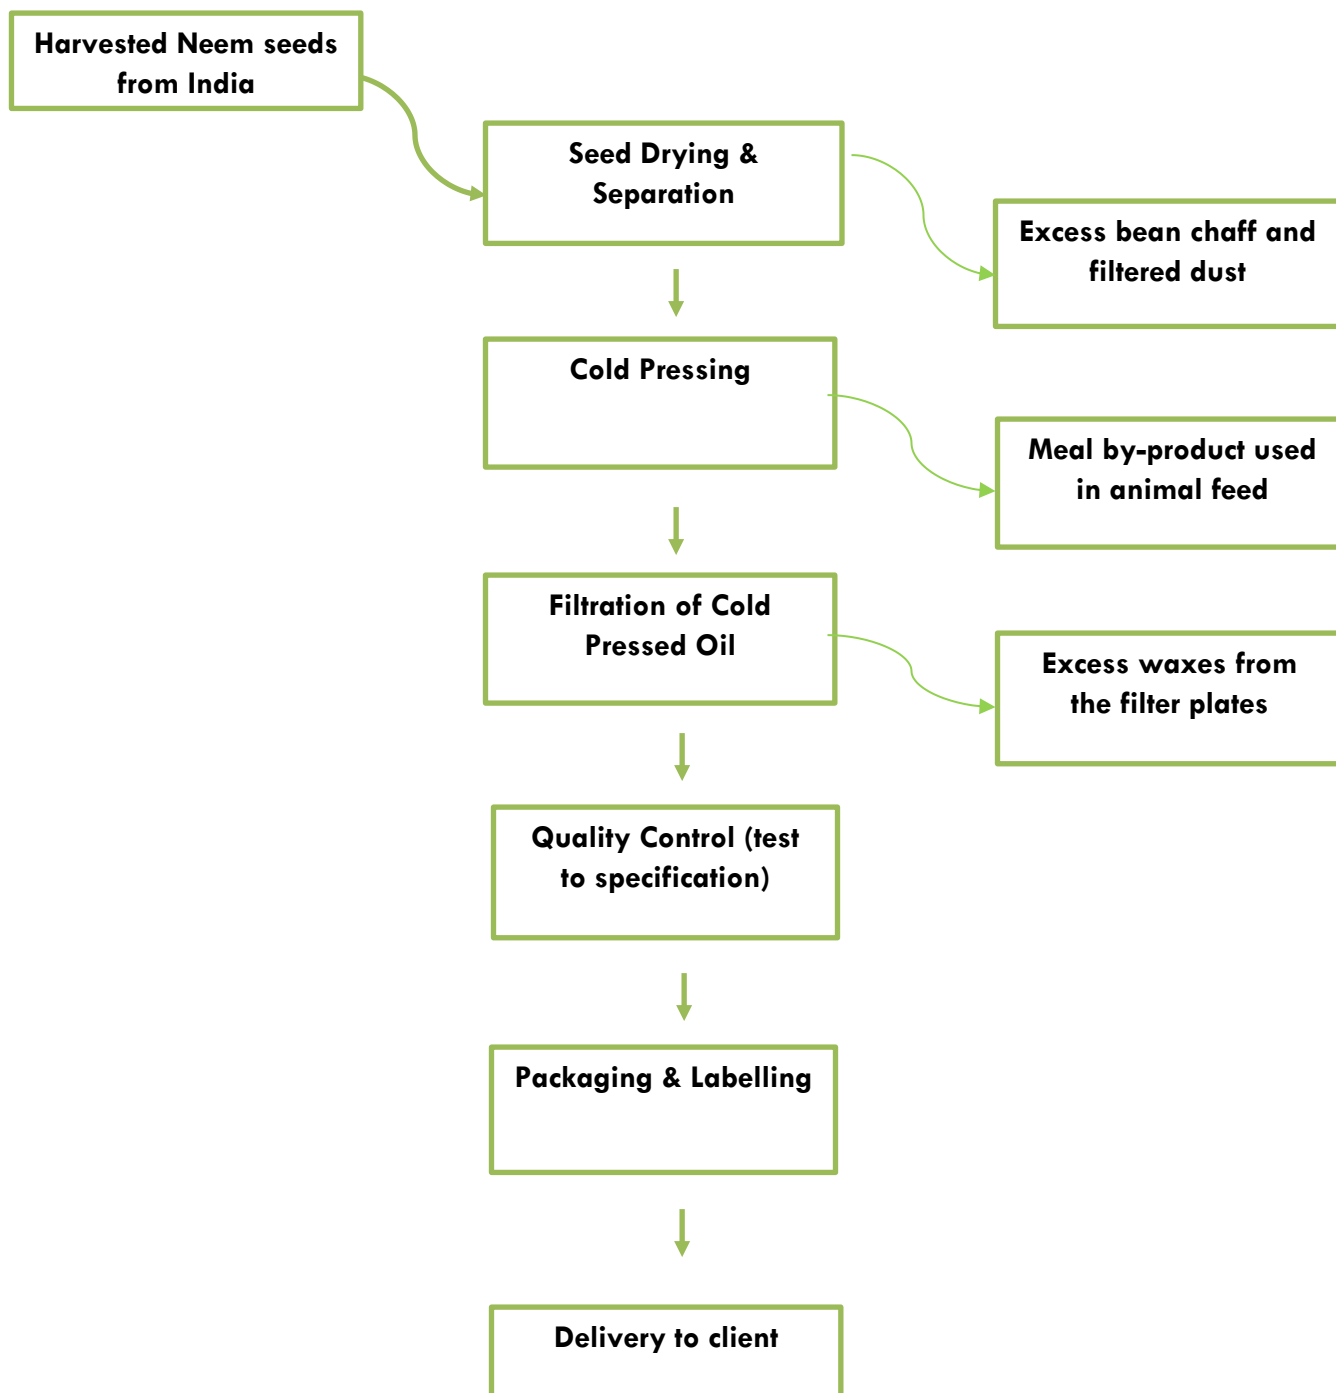 Harvested Neem seeds
from India
Seed Drying &
Separation
Excess bean chaff and
filtered dust
Cold Pressing
Meal by-product used
in animal feed
Filtration of Cold
Pressed Oil
Excess waxes from
the filter plates
Quality Control (test
to specification)
Packaging & Labelling
Delivery to client